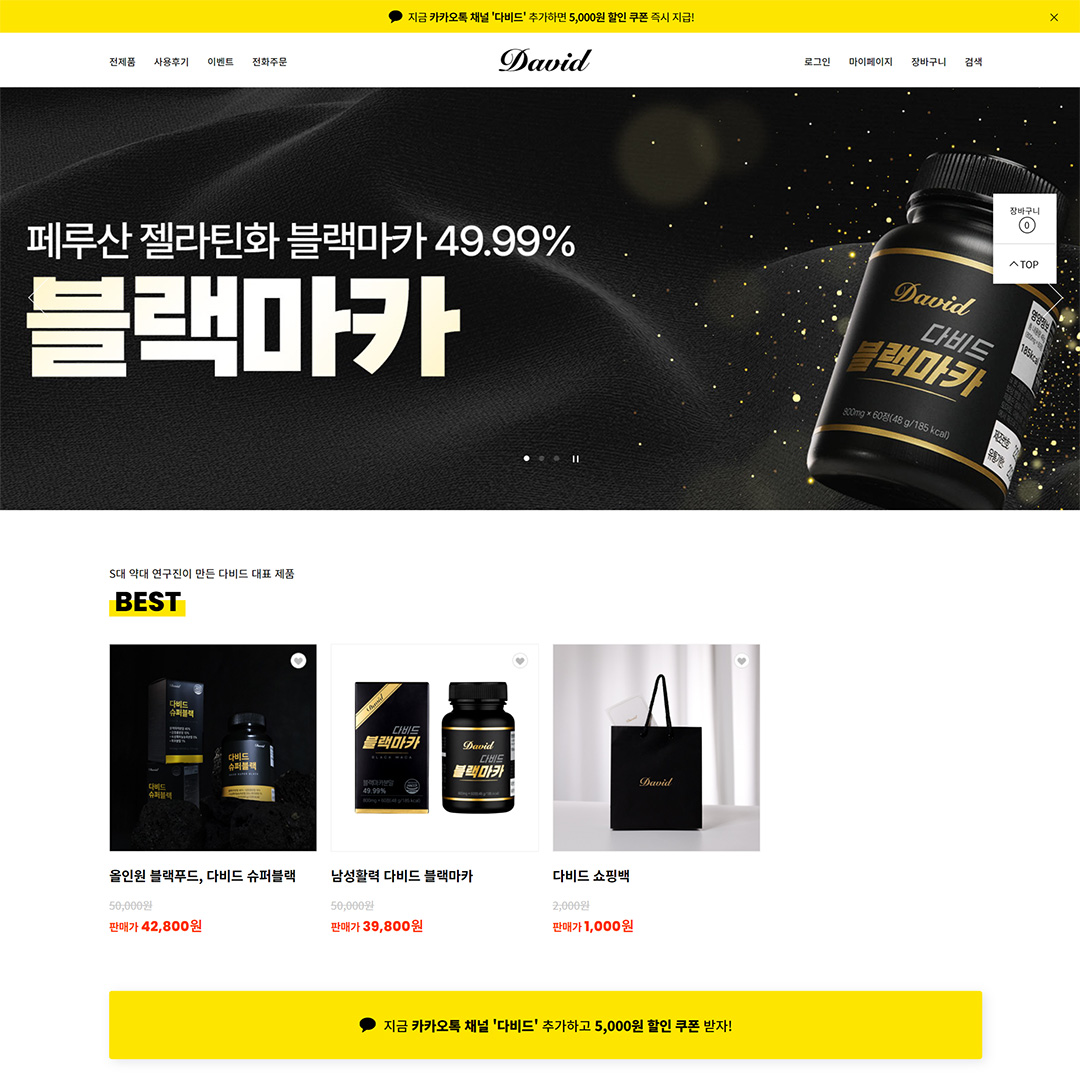 지금 카카오톡 채널 '다비드' 추가하면 5,000원 할인 쿠폰 즉시 지급!
전제품 사용후기 이벤트 전화주문
David
로그인 마이페이지 장바구니 검색
페루산 젤라틴화 블랙마카 49.99%
블랙마카
장바구니
0
TOP
David
다비드
블랙마카
800mg × 60정(48 g/185 kcal)
영양정보
185kcal
S대 약대 연구진이 만든 다비드 대표 제품
BEST
다비드
슈퍼블랙
다비드
슈퍼블랙
David
다비드
슈퍼블랙
David
다비드
블랙마카
BLACK MACA
블랙마카분말
49.99%
David
다비드
블랙마카
David
올인원 블랙푸드, 다비드 슈퍼블랙
50,000원
판매가 42,800원
남성활력 다비드 블랙마카
50,000원
판매가 39,800원
다비드 쇼핑백
2,000원
판매가 1,000원
지금 카카오톡 채널 '다비드' 추가하고 5,000원 할인 쿠폰 받자!